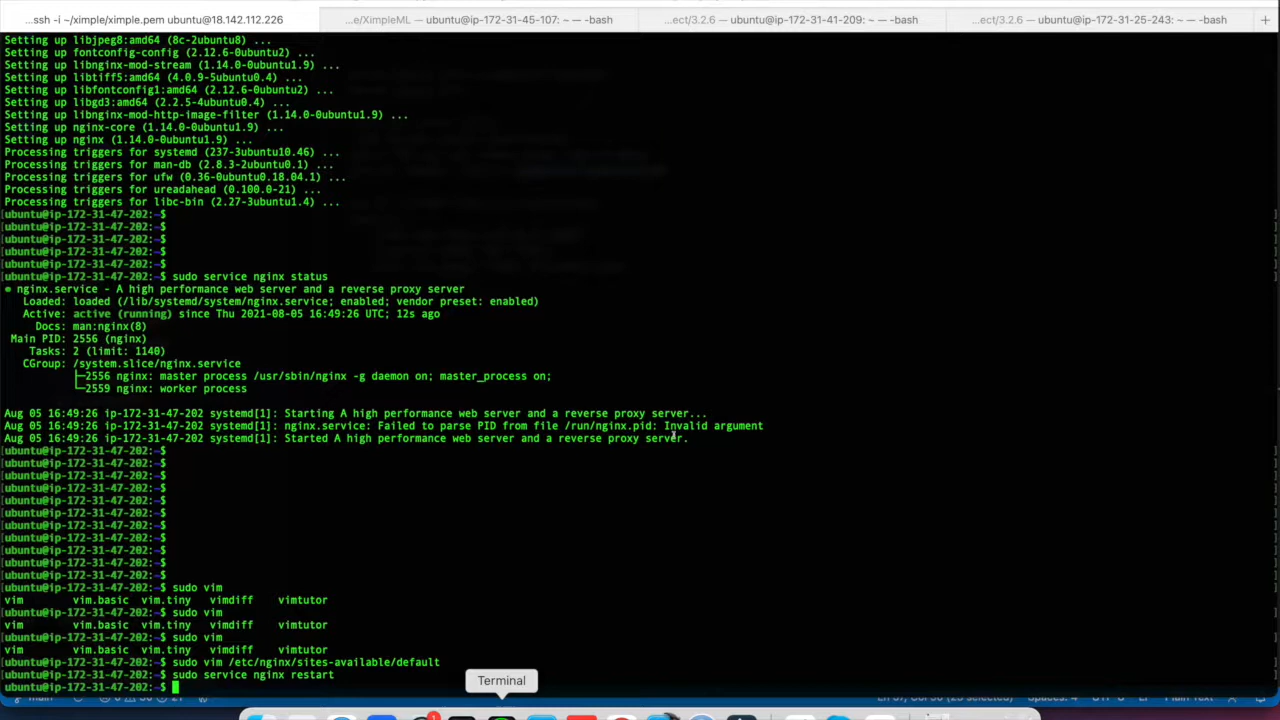 ...ssh -i ~/ximple/ximple.pem ubuntu@18.142.112.226
...e/XimpleML — ubuntu@ip-172-31-45-107: ~ — -bash
...ect/3.2.6 — ubuntu@ip-172-31-41-209: ~ — -bash
...ect/3.2.6 — ubuntu@ip-172-31-25-243: ~ — -bash
+
Setting up libjpeg8:amd64 (8c-2ubuntu8) ...
Setting up fontconfig-config (2.12.6-0ubuntu2) ...
Setting up libnginx-mod-stream (1.14.0-0ubuntu1.9) ...
Setting up libtiff5:amd64 (4.0.9-5ubuntu0.4) ...
Setting up libfontconfig1:amd64 (2.12.6-0ubuntu2) ...
Setting up libgd3:amd64 (2.2.5-4ubuntu0.4) ...
Setting up libnginx-mod-http-image-filter (1.14.0-0ubuntu1.9) ...
Setting up nginx-core (1.14.0-0ubuntu1.9) ...
Setting up nginx (1.14.0-0ubuntu1.9) ...
Processing triggers for systemd (237-3ubuntu10.46) ...
Processing triggers for man-db (2.8.3-2ubuntu0.1) ...
Processing triggers for ufw (0.36-0ubuntu0.18.04.1) ...
Processing triggers for ureadahead (0.100.0-21) ...
Processing triggers for libc-bin (2.27-3ubuntu1.4) ...
[ubuntu@ip-172-31-47-202:~$
[ubuntu@ip-172-31-47-202:~$
[ubuntu@ip-172-31-47-202:~$
[ubuntu@ip-172-31-47-202:~$
[ubuntu@ip-172-31-47-202:~$
[ubuntu@ip-172-31-47-202:~$ sudo service nginx status
● nginx.service - A high performance web server and a reverse proxy server
Loaded: loaded (/lib/systemd/system/nginx.service; enabled; vendor preset: enabled)
Active: active (running) since Thu 2021-08-05 16:49:26 UTC; 12s ago
Docs: man:nginx(8)
Main PID: 2556 (nginx)
Tasks: 2 (limit: 1140)
CGroup: /system.slice/nginx.service
├─2556 nginx: master process /usr/sbin/nginx -g daemon on; master_process on;
└─2559 nginx: worker process
Aug 05 16:49:26 ip-172-31-47-202 systemd[1]: Starting A high performance web server and a reverse proxy server...
Aug 05 16:49:26 ip-172-31-47-202 systemd[1]: nginx.service: Failed to parse PID from file /run/nginx.pid: Invalid argument
Aug 05 16:49:26 ip-172-31-47-202 systemd[1]: Started A high performance web server and a reverse proxy server.
[ubuntu@ip-172-31-47-202:~$
[ubuntu@ip-172-31-47-202:~$
[ubuntu@ip-172-31-47-202:~$
[ubuntu@ip-172-31-47-202:~$
[ubuntu@ip-172-31-47-202:~$
[ubuntu@ip-172-31-47-202:~$
[ubuntu@ip-172-31-47-202:~$
[ubuntu@ip-172-31-47-202:~$
[ubuntu@ip-172-31-47-202:~$
[ubuntu@ip-172-31-47-202:~$
[ubuntu@ip-172-31-47-202:~$
[ubuntu@ip-172-31-47-202:~$ sudo vim
vim vim.basic vim.tiny vimdiff vimtutor
[ubuntu@ip-172-31-47-202:~$ sudo vim
vim vim.basic vim.tiny vimdiff vimtutor
[ubuntu@ip-172-31-47-202:~$ sudo vim
vim vim.basic vim.tiny vimdiff vimtutor
[ubuntu@ip-172-31-47-202:~$ sudo vim /etc/nginx/sites-available/default
[ubuntu@ip-172-31-47-202:~$ sudo service nginx restart
[ubuntu@ip-172-31-47-202:~$
Terminal